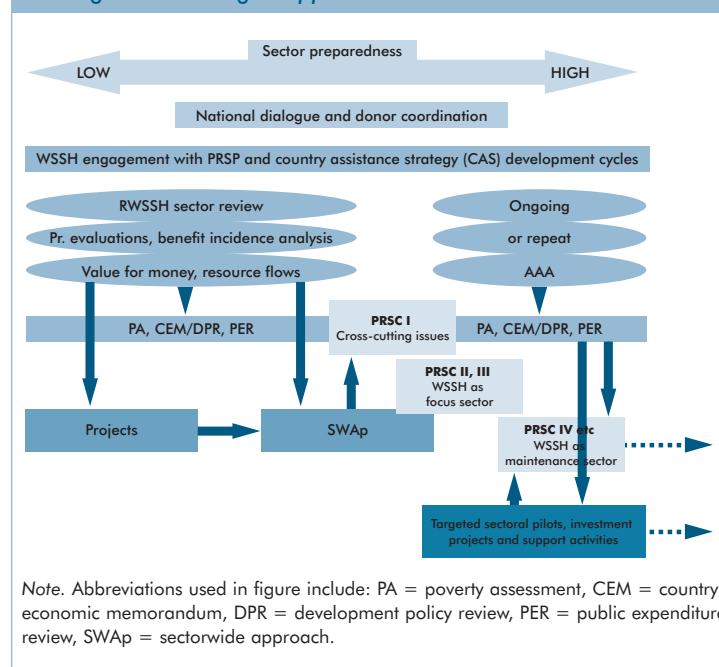 Sector preparedness
LOW HIGH
National dialogue and donor coordination
WSSH engagement with PRSP and country assistance strategy (CAS) development cycles
RWSSH sector review
Pr. evaluations, benefit incidence analysis
Value for money, resource flows
Ongoing
or repeat
AAA
PA, CEM/DPR, PER
PRSC I
Cross-cutting issues
PA, CEM/DPR, PER
PRSC II, III
WSSH as
focus sector
Projects
SWAp
PRSC IV etc
WSSH as
maintenance sector
Targeted sectoral pilots, investment
projects and support activities
Note. Abbreviations used in figure include: PA = poverty assessment, CEM = country
economic memorandum, DPR = development policy review, PER = public expenditure
review, SWAp = sectorwide approach.